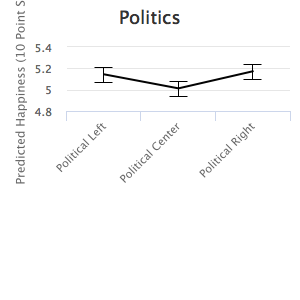 Politics
Predicted Happiness (10 Point S
5.4
5.2
5
4.8
Political Left
Political Center
Political Right